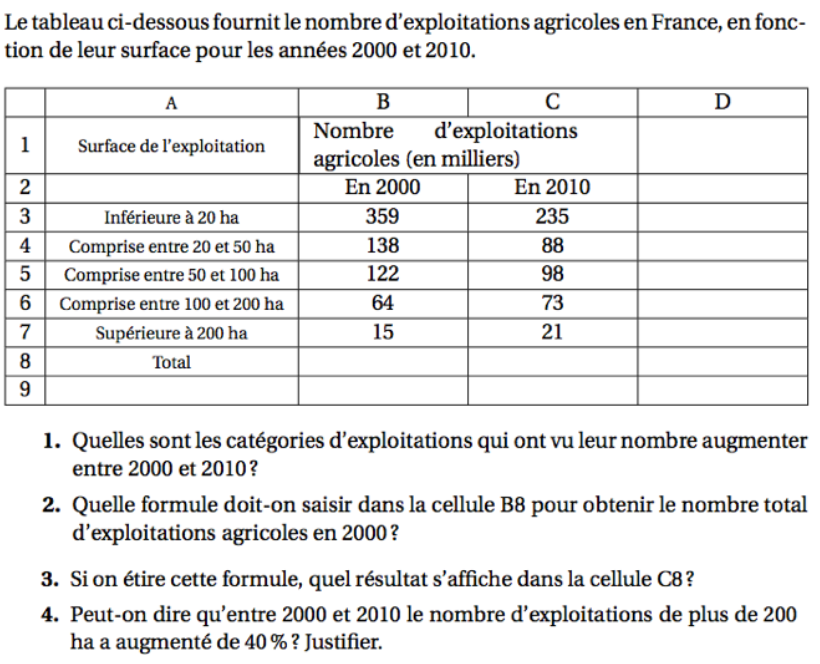 Le tableau ci-dessous fournit le nombre d'exploitations agricoles en France, en fonc-
tion de leur surface pour les années 2000 et 2010.
A B C D
1 Surface de l'exploitation Nombre d'exploitations
agricoles (en milliers)
2 En 2000 En 2010
3 Inférieure à 20 ha 359 235
4 Comprise entre 20 et 50 ha 138 88
5 Comprise entre 50 et 100 ha 122 98
6 Comprise entre 100 et 200 ha 64 73
7 Supérieure à 200 ha 15 21
8 Total
9
1. Quelles sont les catégories d'exploitations qui ont vu leur nombre augmenter
entre 2000 et 2010?
2. Quelle formule doit-on saisir dans la cellule B8 pour obtenir le nombre total
d'exploitations agricoles en 2000?
3. Si on étire cette formule, quel résultat s'affiche dans la cellule C8?
4. Peut-on dire qu'entre 2000 et 2010 le nombre d'exploitations de plus de 200
ha a augmenté de 40 %? Justifier.